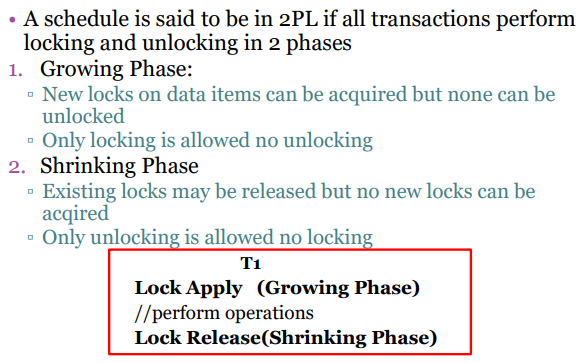 • A schedule is said to be in 2PL if all transactions perform
locking and unlocking in 2 phases
1. Growing Phase:
▫ New locks on data items can be acquired but none can be
unlocked
▫ Only locking is allowed no unlocking
2. Shrinking Phase
▫ Existing locks may be released but no new locks can be
acqired
▫ Only unlocking is allowed no locking
T1
Lock Apply (Growing Phase)
//perform operations
Lock Release(Shrinking Phase)